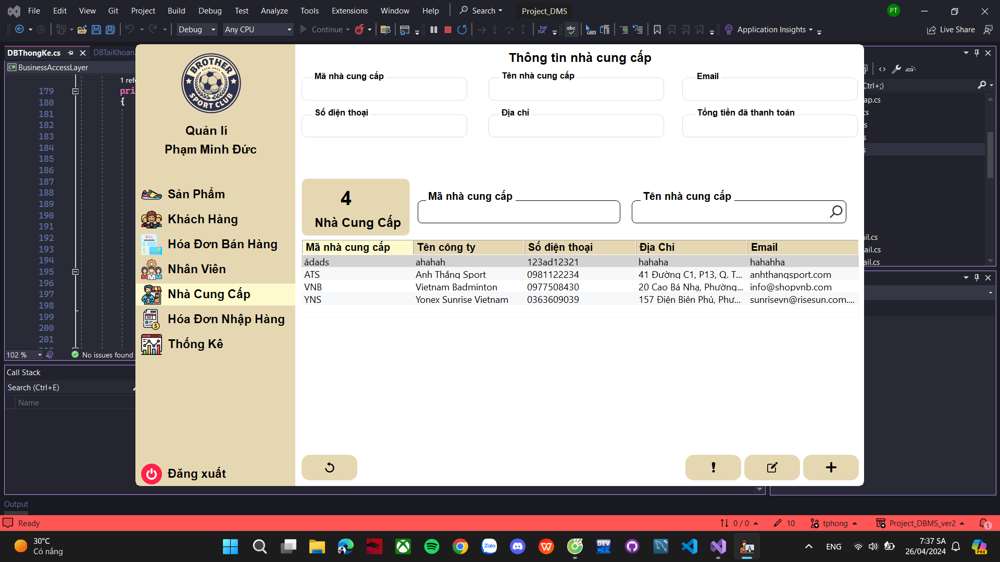 File Edit View Git Project Build Debug Test Analyze Tools Extensions Window Help Search Project_DMS PT
Debug Any CPU Continue Application Insights Live Share
DBThongKe.cs DBTaiKhoan.
BusinessAccessLayer
1 refe
179 pri
180 {
181
182
183
184
185
186
187
188
189
190
191
192
193
194
195
196
197
198
199
200
201
102 % No issues found
Call Stack
Search (Ctrl+E)
Name
Output
BROTHER
ESTD-2024
SPORT CLUB
Quản lí
Phạm Minh Đức
Sản Phẩm
Khách Hàng
Hóa Đơn Bán Hàng
Nhân Viên
Nhà Cung Cấp
Hóa Đơn Nhập Hàng
Thống Kê
Đăng xuất
Thông tin nhà cung cấp
Mã nhà cung cấp Tên nhà cung cấp Email
Số điện thoại Địa chỉ Tổng tiền đã thanh toán
4
Nhà Cung Cấp
Mã nhà cung cấp Tên nhà cung cấp
Mã nhà cung cấp Tên công ty Số điện thoại Địa Chỉ Email
ádads ahahah 123ad12321 hahaha hahahha
ATS Anh Thắng Sport 0981122234 41 Đường C1, P13, Q. T... anhthangsport.com
VNB Vietnam Badminton 0977508430 20 Cao Bá Nhạ, Phường... info@shopvnb.com
YNS Yonex Sunrise Vietnam 0363609039 157 Điện Biên Phủ, Phư... sunrisevn@risesun.com....
Ctrl+;)
ap.cs
cs
s
s
s
il.cs
ail.cs
ail.cs
Ready 0 / 0 10 tphong Project_DBMS_ver2 1
30°C
Có nắng
Zalo
DEV
PRE
ENG
7:37 SA
26/04/2024